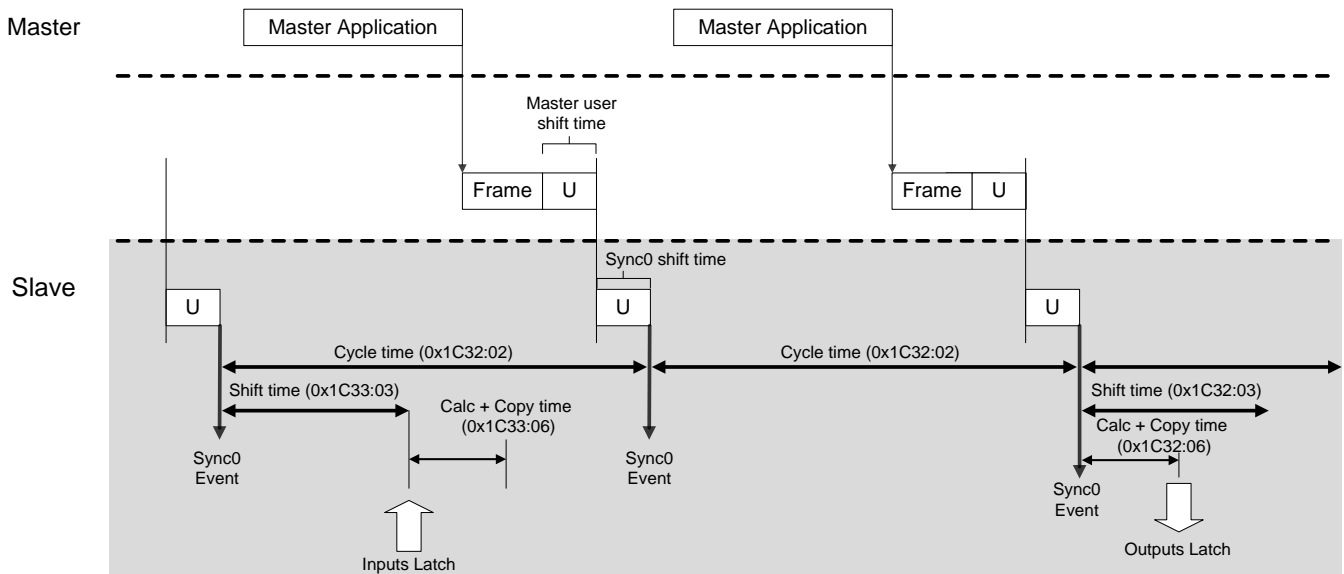 Master
Master Application
Master Application
Master user
shift time
Frame
U
Frame
U
Sync0 shift time
Slave
U
U
U
Cycle time (0x1C32:02)
Cycle time (0x1C32:02)
Shift time (0x1C33:03)
Shift time (0x1C32:03)
Calc + Copy time
(0x1C33:06)
Calc + Copy time
(0x1C32:06)
Sync0
Event
Sync0
Event
Sync0
Event
Inputs Latch
Outputs Latch